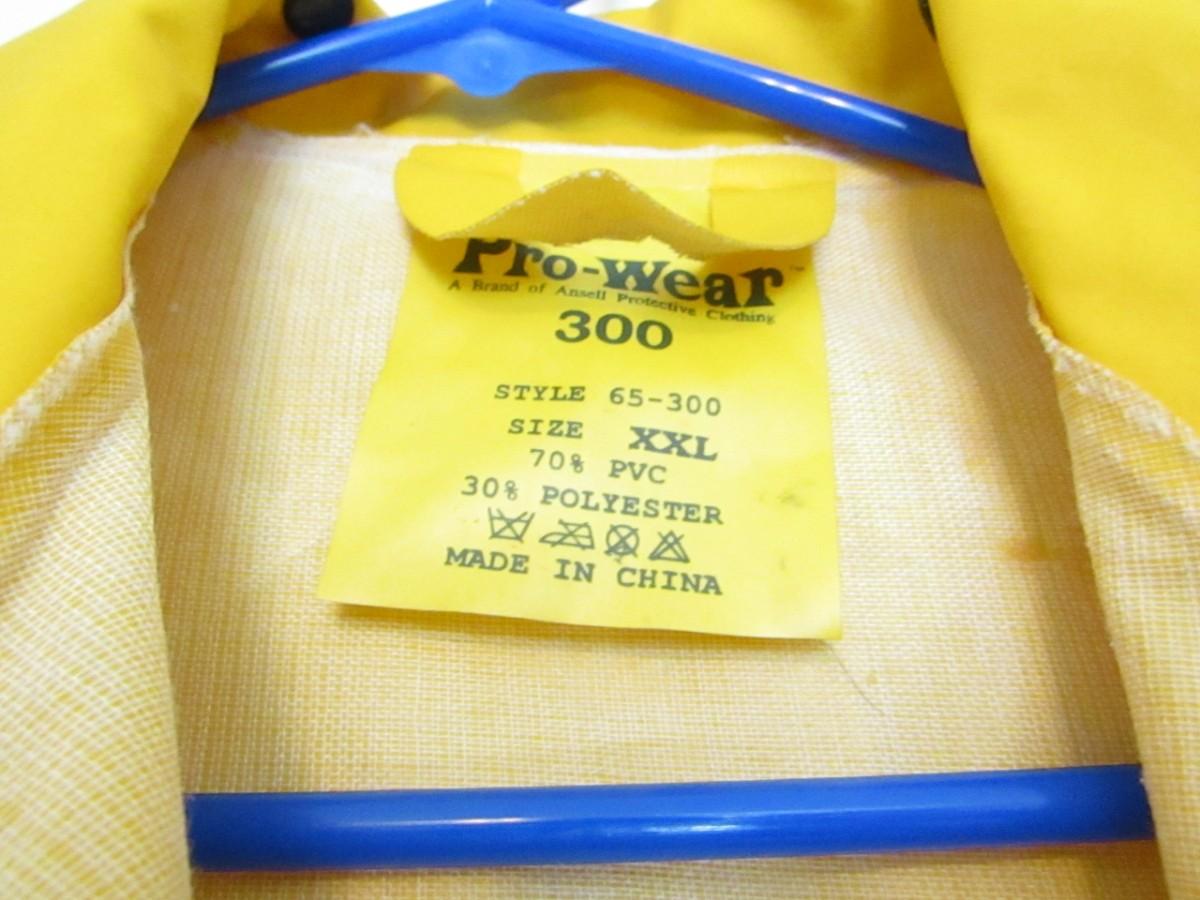 Pro-Wear™
A Brand of Ansell Protective Clothing
300
STYLE 65-300
SIZE XXL
70% PVC
30% POLYESTER
MADE IN CHINA